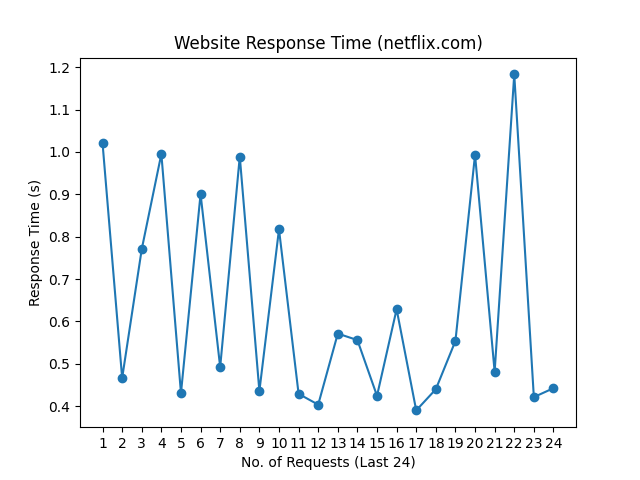 Website Response Time (netflix.com)
1.2
1.1
1.0
0.9
0.8
0.7
0.6
0.5
0.4
Response Time (s)
1 2 3 4 5 6 7 8 9 10 11 12 13 14 15 16 17 18 19 20 21 22 23 24
No. of Requests (Last 24)